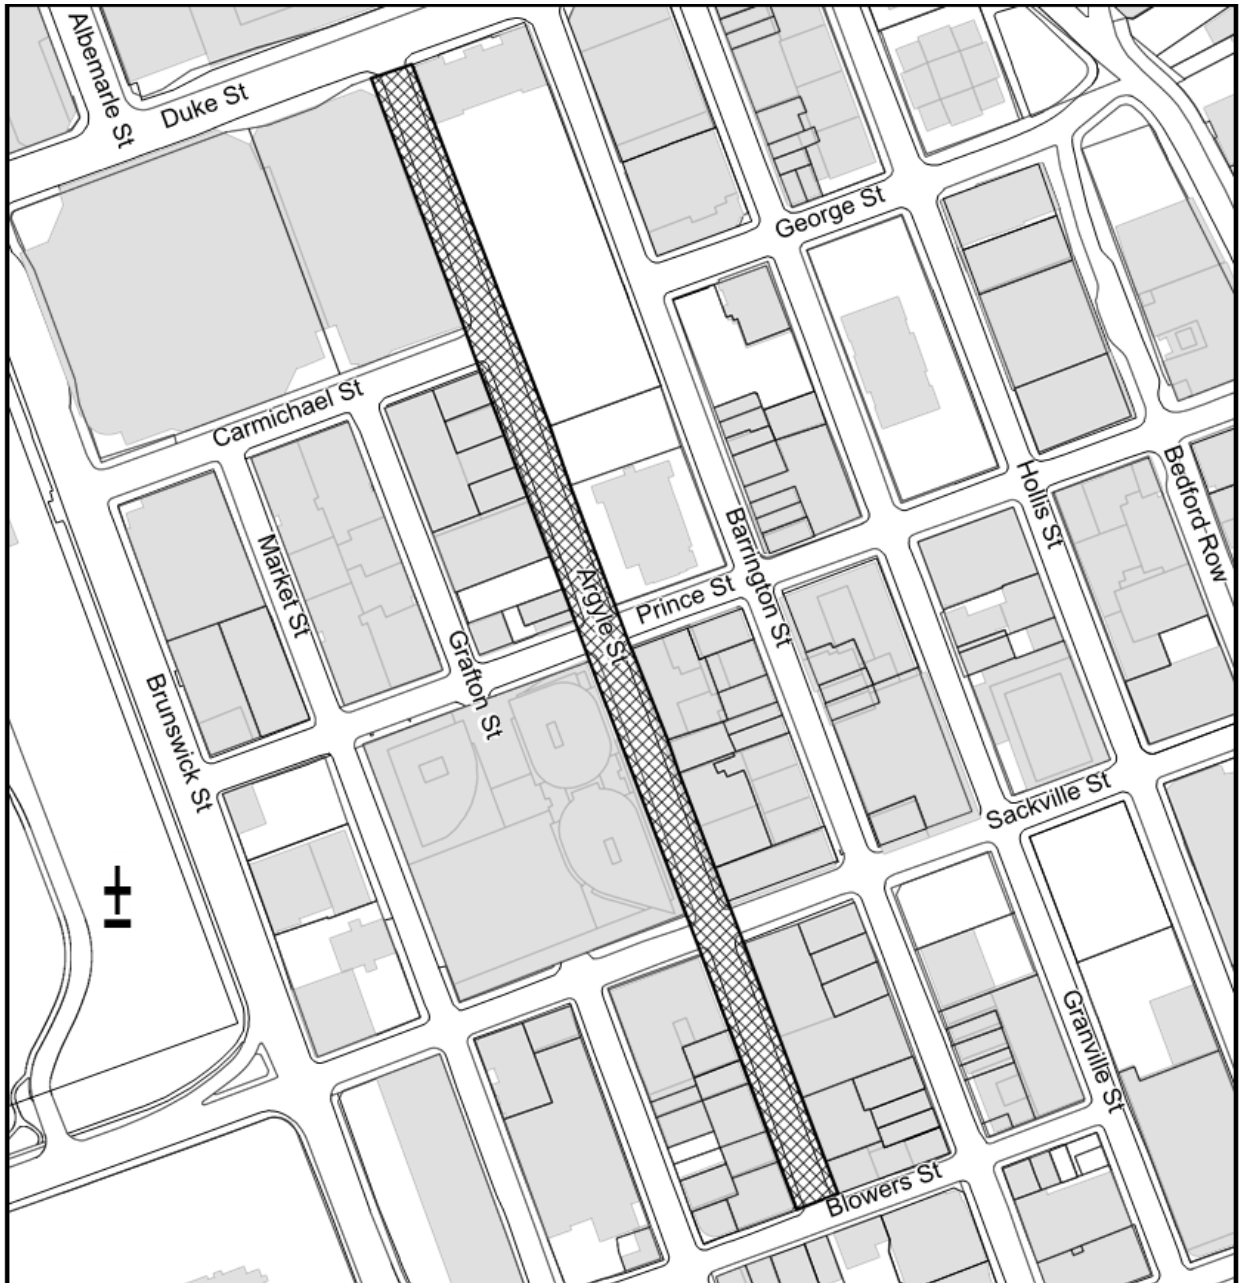 Albemarle St
Duke St
George St
Carmichael St
Hollis St
Bedford Row
Barrington St
Market St
Argyle St
Prince St
Grafton St
Brunswick St
Sackville St
Granville St
Blowers St